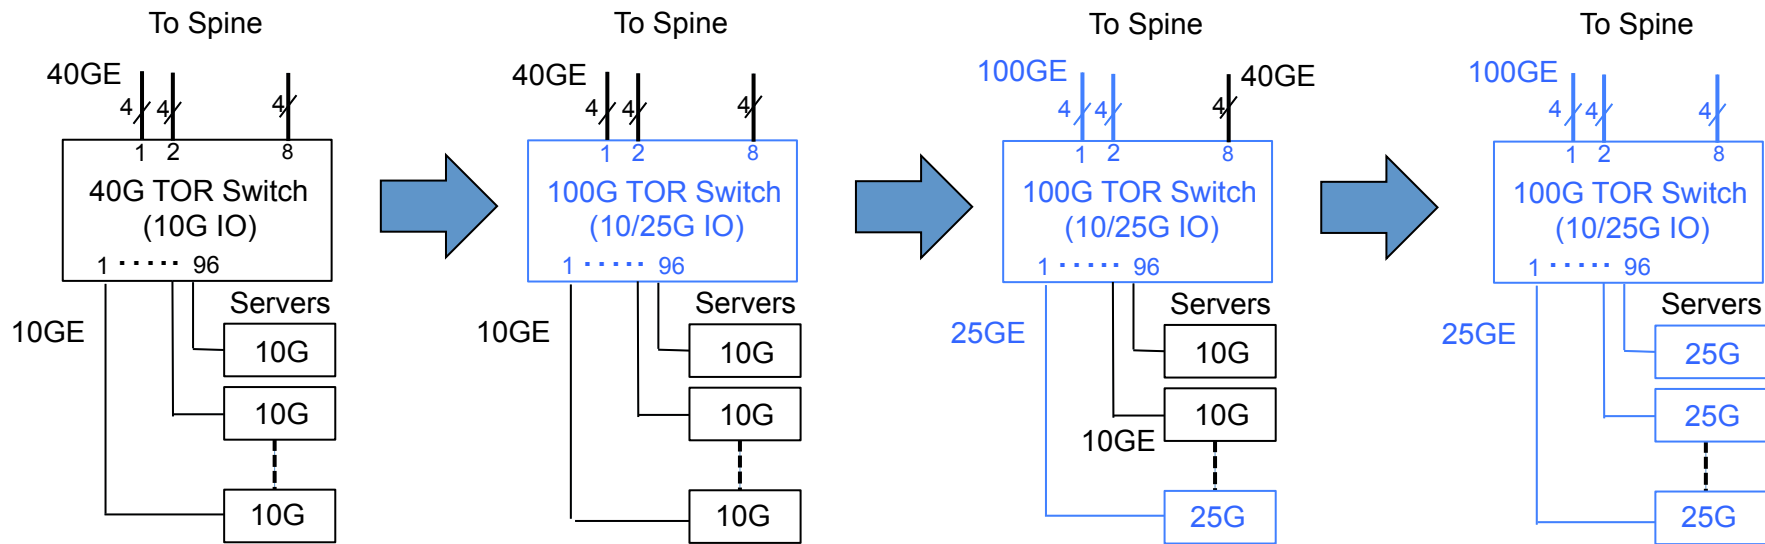 To Spine
40GE
4
4
4
1
2
8
40G TOR Switch
(10G IO)
1 · · · · · 96
Servers
10GE
10G
10G
10G
To Spine
40GE
4
4
4
1
2
8
100G TOR Switch
(10/25G IO)
1 · · · · · 96
Servers
10GE
10G
10G
10G
To Spine
100GE
40GE
4
4
4
1
2
8
100G TOR Switch
(10/25G IO)
1 · · · · · 96
Servers
25GE
10G
10G
10GE
25G
To Spine
100GE
4
4
4
1
2
8
100G TOR Switch
(10/25G IO)
1 · · · · · 96
Servers
25GE
25G
25G
25G